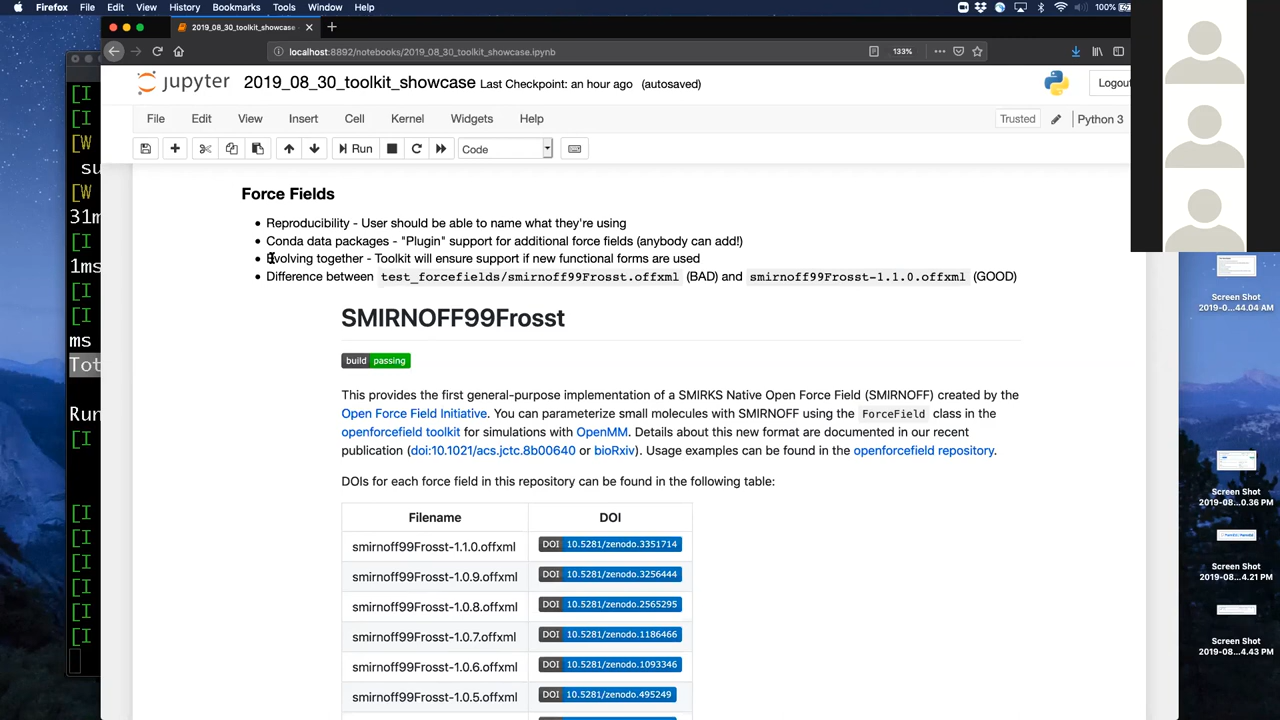 Firefox File Edit View History Bookmarks Tools Window Help 100%
2019_08_30_toolkit_showcase
localhost:8892/notebooks/2019_08_30_toolkit_showcase.ipynb 133%
jupyter 2019_08_30_toolkit_showcase Last Checkpoint: an hour ago (autosaved) Logout
File Edit View Insert Cell Kernel Widgets Help Trusted Python 3
Run Code
[I
[I
[W
su
[W
31m
[I
1ms
[I
[I
ms
Tot
Run
[I
[I
[I
[I
[I
[I
[I
Force Fields
• Reproducibility - User should be able to name what they're using
• Conda data packages - "Plugin" support for additional force fields (anybody can add!)
• Evolving together - Toolkit will ensure support if new functional forms are used
• Difference between test_forcefields/smirnoff99Frosst.offxml (BAD) and smirnoff99Frosst-1.1.0.offxml (GOOD)
SMIRNOFF99Frosst
build passing
This provides the first general-purpose implementation of a SMIRKS Native Open Force Field (SMIRNOFF) created by the
Open Force Field Initiative. You can parameterize small molecules with SMIRNOFF using the ForceField class in the
openforcefield toolkit for simulations with OpenMM. Details about this new format are documented in our recent
publication (doi:10.1021/acs.jctc.8b00640 or bioRxiv). Usage examples can be found in the openforcefield repository.
DOIs for each force field in this repository can be found in the following table:
Filename DOI
smirnoff99Frosst-1.1.0.offxml DOI 10.5281/zenodo.3351714
smirnoff99Frosst-1.0.9.offxml DOI 10.5281/zenodo.3256444
smirnoff99Frosst-1.0.8.offxml DOI 10.5281/zenodo.2565295
smirnoff99Frosst-1.0.7.offxml DOI 10.5281/zenodo.1186466
smirnoff99Frosst-1.0.6.offxml DOI 10.5281/zenodo.1093346
smirnoff99Frosst-1.0.5.offxml DOI 10.5281/zenodo.495249
Screen Shot
2019-0...44.04 AM
Screen Shot
2019-08...0.36 PM
Screen Shot
2019-08...4.21 PM
Screen Shot
2019-08...4.43 PM